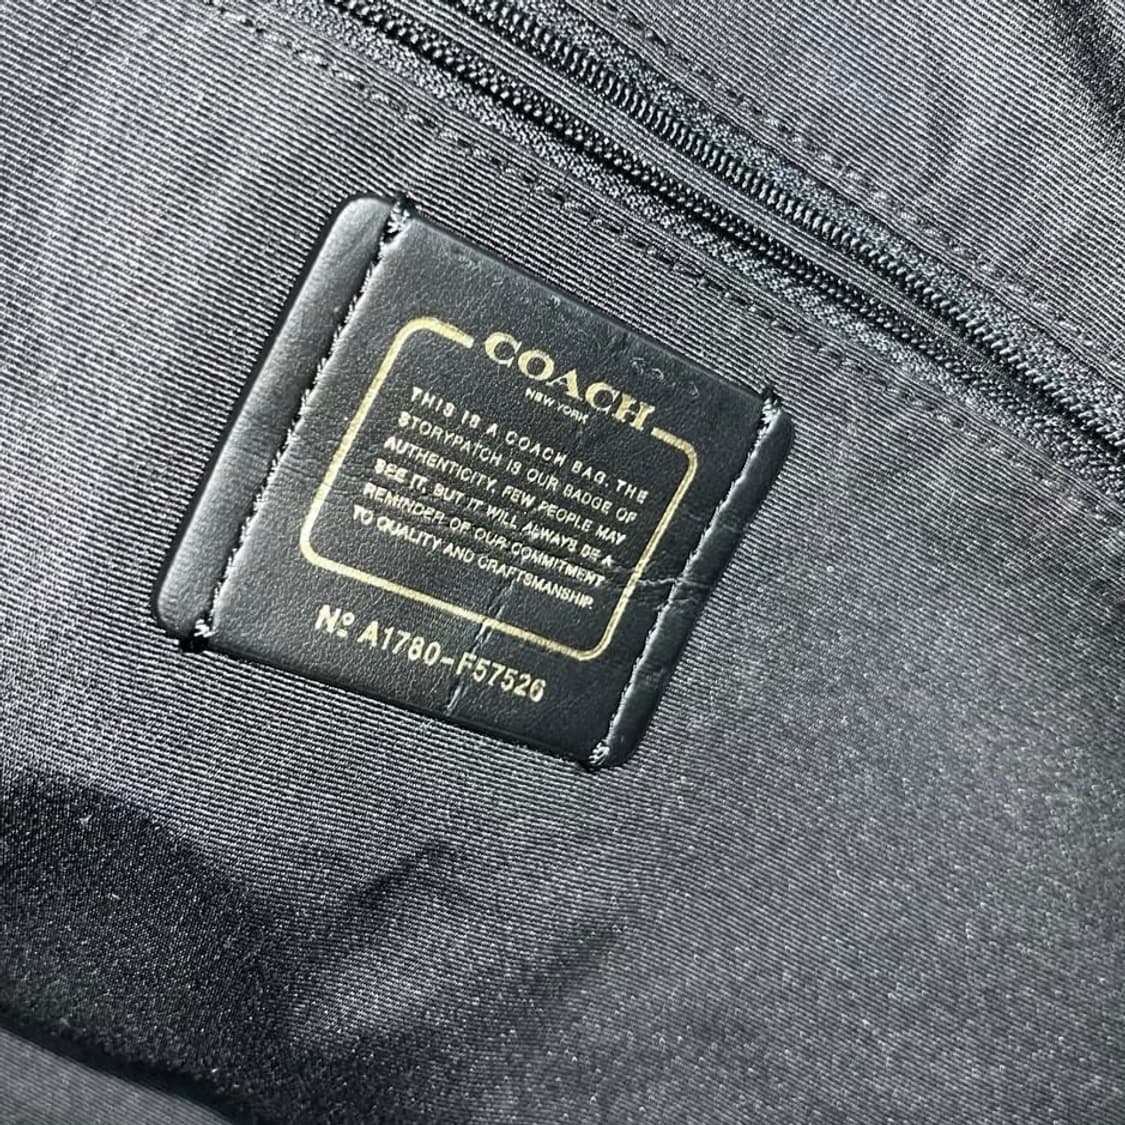 COACH
NEW YORK
THIS IS A COACH BAG. THE
STORYPATCH IS OUR BADGE OF
AUTHENTICITY. FEW PEOPLE MAY
SEE IT, BUT IT WILL ALWAYS BE A
REMINDER OF OUR COMMITMENT
TO QUALITY AND CRAFTSMANSHIP.
Nº A1780-F57526